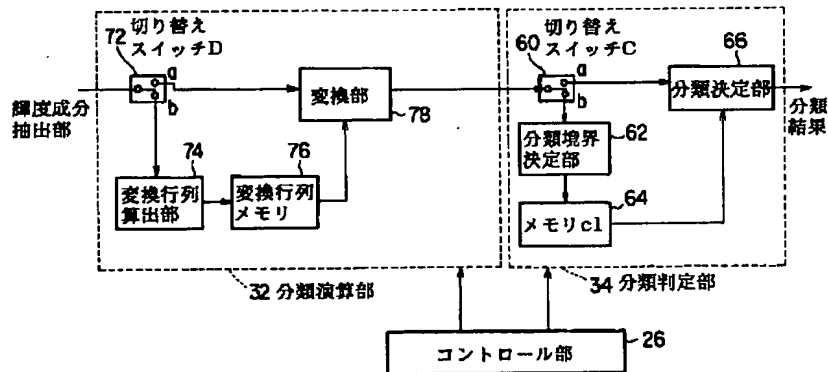 72
切り替え
スイッチD
a
b
輝度成分
抽出部
変換部
78
74
変換行列
算出部
76
変換行列
メモリ
32 分類演算部
60
切り替え
スイッチC
a
b
66
分類決定部
分類
結果
62
分類境界
決定部
64
メモリc1
34 分類判定部
コントロール部
26